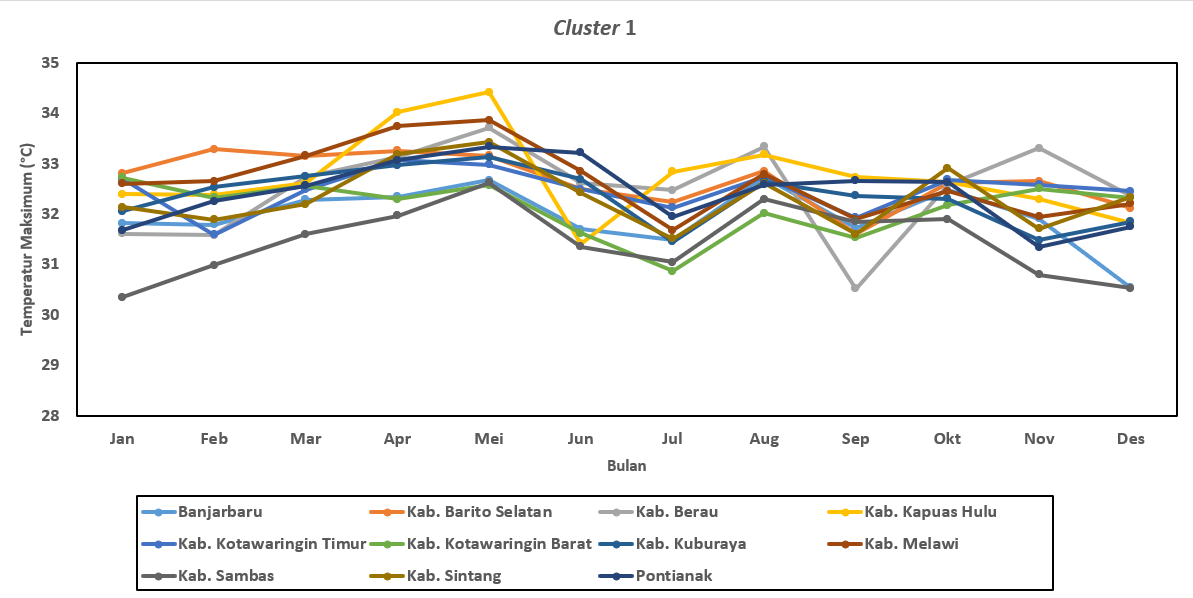 Cluster 1
Temperatur Maksimum (°C)
35
34
33
32
31
30
29
28
Jan Feb Mar Apr Mei Jun Jul Aug Sep Okt Nov Des
Bulan
Banjarbaru Kab. Barito Selatan Kab. Berau Kab. Kapuas Hulu
Kab. Kotawaringin Timur Kab. Kotawaringin Barat Kab. Kuburaya Kab. Melawi
Kab. Sambas Kab. Sintang Pontianak